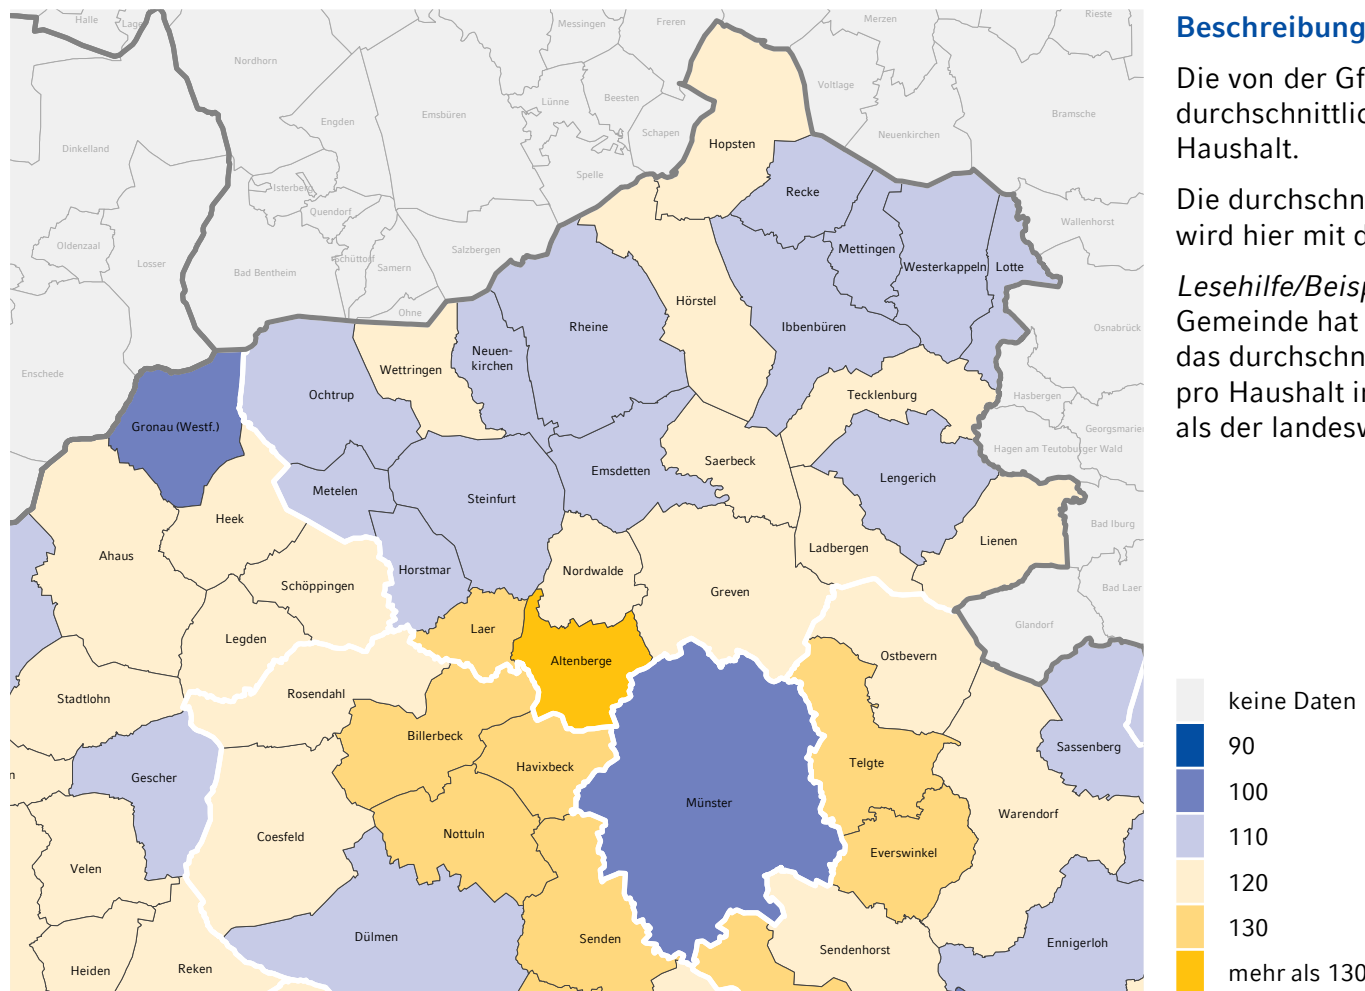 Halle
Lage
Messingen
Freren
Merzen
Rieste
Nordhorn
Voltlage
Lünne
Beesten
Emsbüren
Engden
Schapen
Neuenkirchen
Bramsche
Dinkelland
Hopsten
Spelle
Isterberg
Recke
Quendorf
Wallenhorst
Oldenzaal
Losser
Bad Bentheim
Schüttorf
Samern
Salzbergen
Mettingen
Westerkappeln
Lotte
Hörstel
Ohne
Rheine
Ibbenbüren
Osnabrück
Enschede
Wettringen
Neuen-
kirchen
Ochtrup
Tecklenburg
Hasbergen
Gronau (Westf.)
Georgsmarie
Hagen am Teutoburger Wald
Saerbeck
Emsdetten
Lengerich
Metelen
Steinfurt
Heek
Bad Iburg
Ahaus
Ladbergen
Lienen
Horstmar
Nordwalde
Schöppingen
Greven
Bad Laer
Laer
Legden
Glandorf
Altenberge
Ostbevern
Stadtlohn
Rosendahl
Billerbeck
Sassenberg
Havixbeck
Telgte
n
Gescher
Münster
Warendorf
Coesfeld
Nottuln
Everswinkel
Velen
Dülmen
Senden
Sendenhorst
Ennigerloh
Heiden
Reken
Beschreibung
Die von der Gf
durchschnittlic
Haushalt.
Die durchschn
wird hier mit d
Lesehilfe/Beisp
Gemeinde hat
das durchschn
pro Haushalt in
als der landesw
keine Daten
90
100
110
120
130
mehr als 130